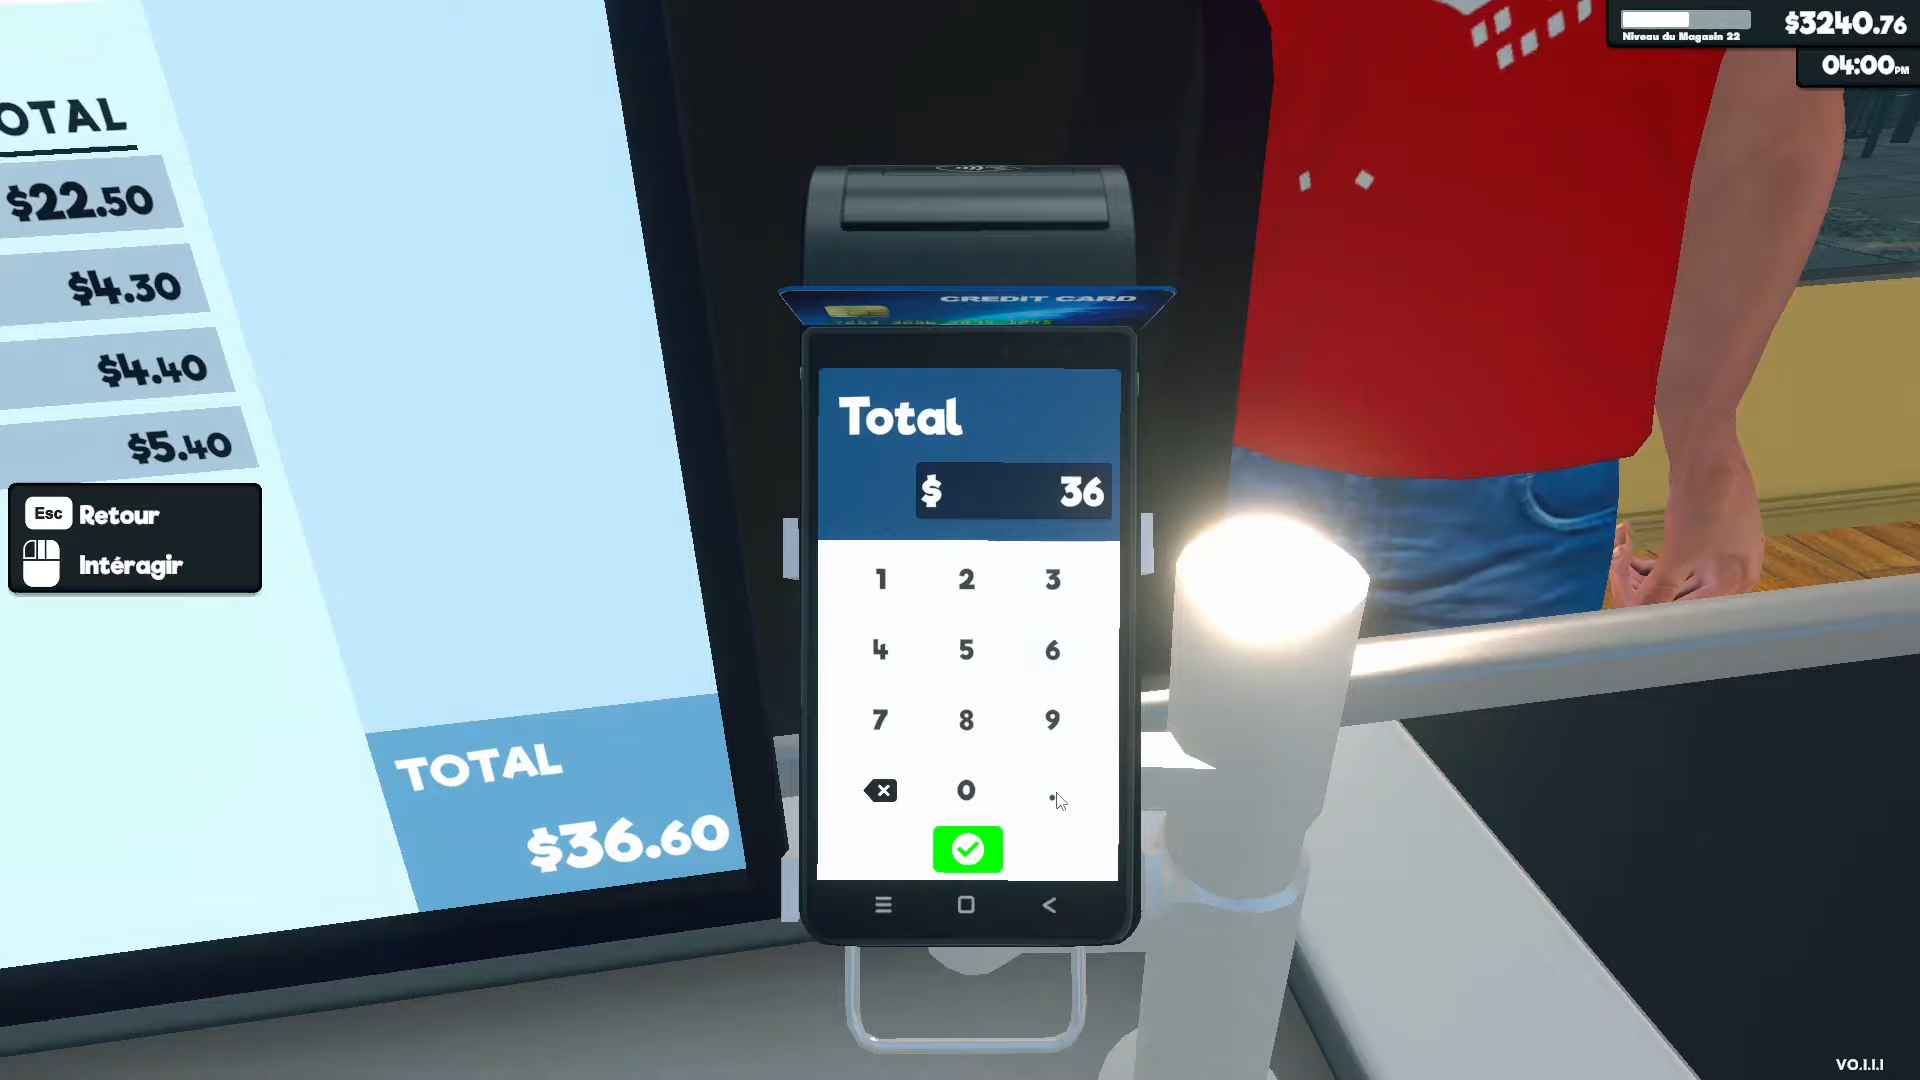 OTAL
$22.50
$4.30
$4.40
$5.40
Esc Retour
Intéragir
TOTAL
$36.60
CREDIT CARD
Total
$ 36
1 2 3
4 5 6
7 8 9
0 .
Niveau du Magasin 22
$3240.76
04:00PM
V0.1.1.1